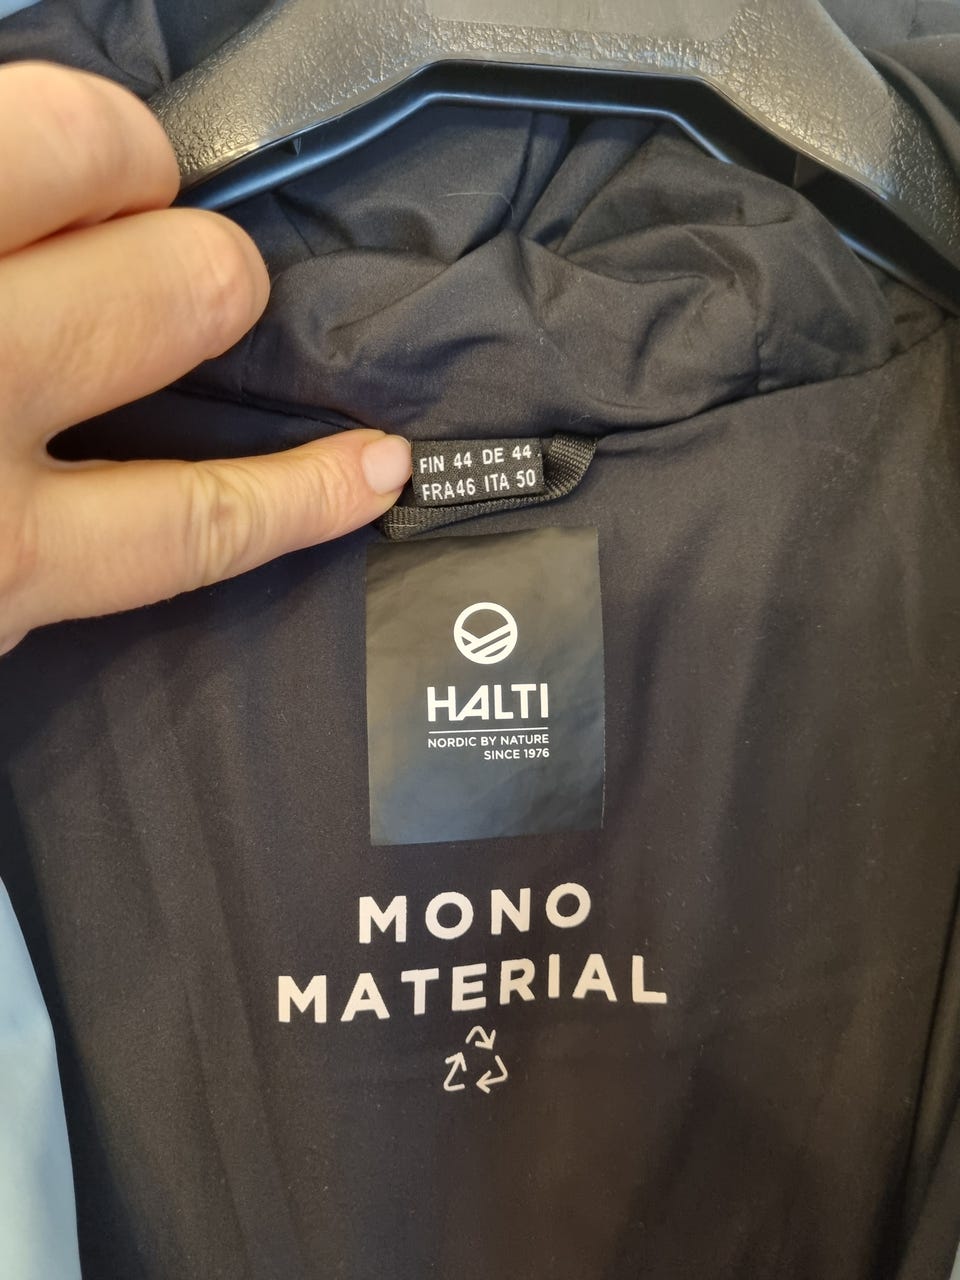 FIN 44 DE 44
FRA46 ITA 50
HALTI
NORDIC BY NATURE
SINCE 1976
MONO
MATERIAL